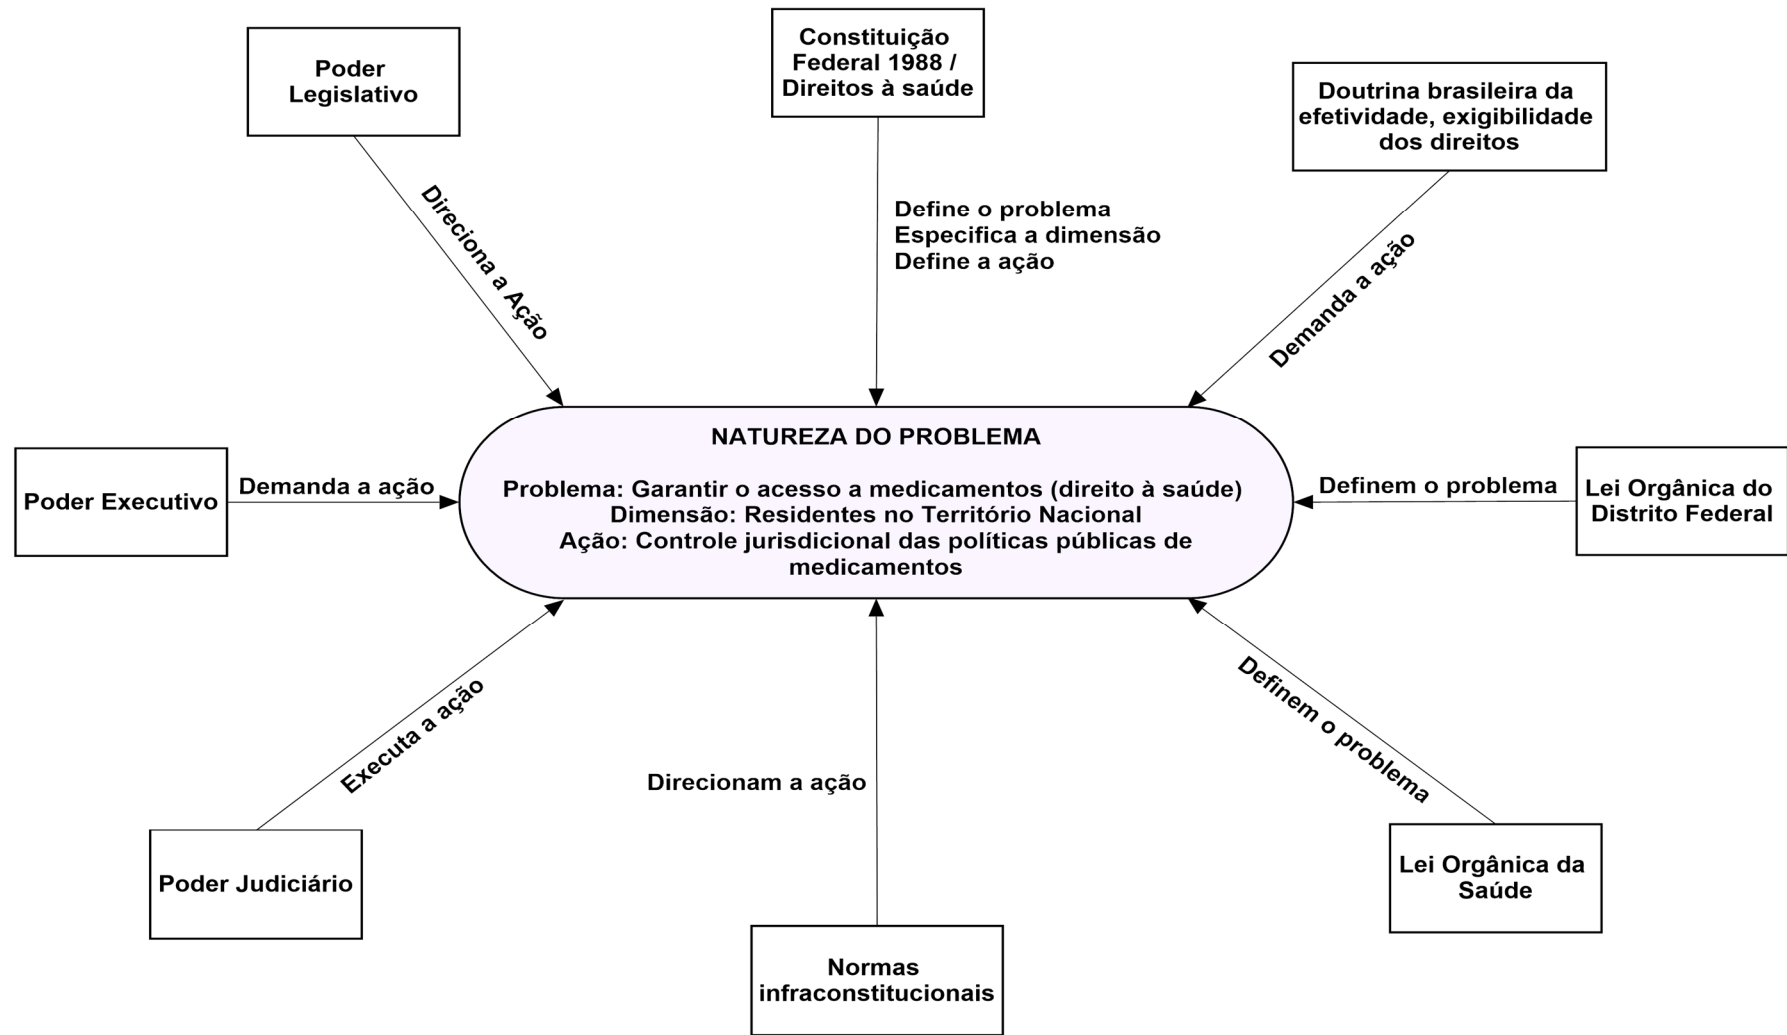 Constituição
Federal 1988 /
Direitos à saúde
Poder
Legislativo
Doutrina brasileira da
efetividade, exigibilidade
dos direitos
Direciona a Ação
Define o problema
Especifica a dimensão
Define a ação
Demanda a ação
NATUREZA DO PROBLEMA
Problema: Garantir o acesso a medicamentos (direito à saúde)
Dimensão: Residentes no Território Nacional
Ação: Controle jurisdicional das políticas públicas de
medicamentos
Poder Executivo
Demanda a ação
Definem o problema
Lei Orgânica do
Distrito Federal
Executa a ação
Direcionam a ação
Definem o problema
Poder Judiciário
Lei Orgânica da
Saúde
Normas
infraconstitucionais